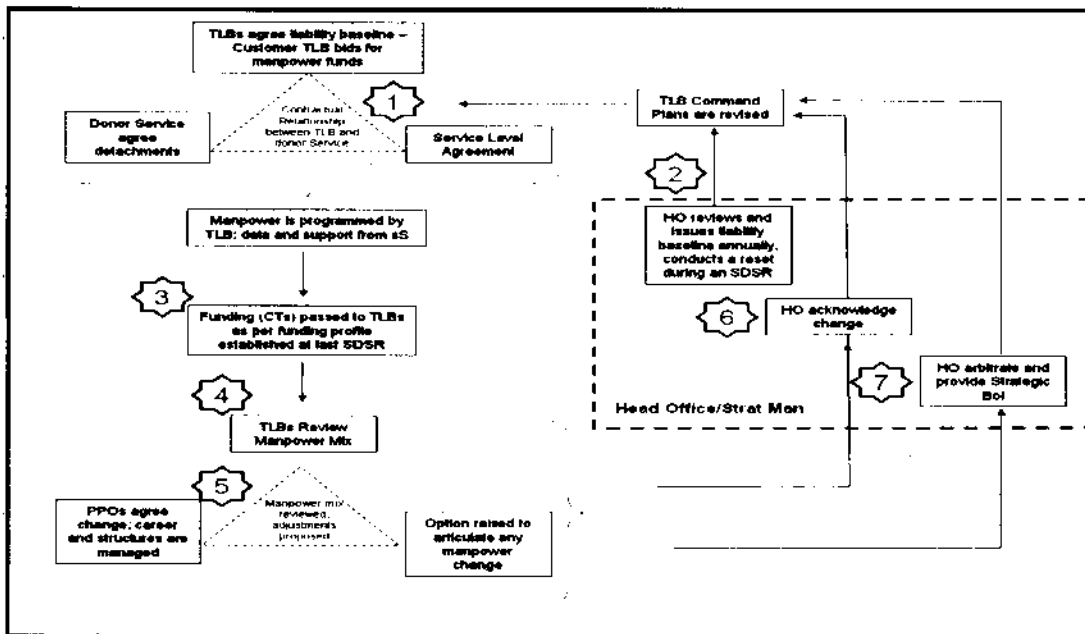 TLBs agree liability baseline –
Customer TLB bids for
manpower funds
1
Contractual
Relationship
between TLB and
donor Service
Donor Service
agree
detachments
Service Level
Agreement
TLB Command
Plans are revised
2
Manpower is programmed by
TLB; data and support from sS
HO reviews and
issues liability
baseline annually,
conducts a reset
during an SDSR
3
Funding (CTs) passed to TLBs
as per funding profile
established at last SDSR
6
HO acknowledge
change
7
HO arbitrate and
provide Strategic
BoI
Head Office/Strat Man
4
TLBs Review
Manpower Mix
5
PPOs agree
change; career
and structures are
managed
Manpower mix
reviewed,
adjustments
proposed
Option raised to
articulate any
manpower
change